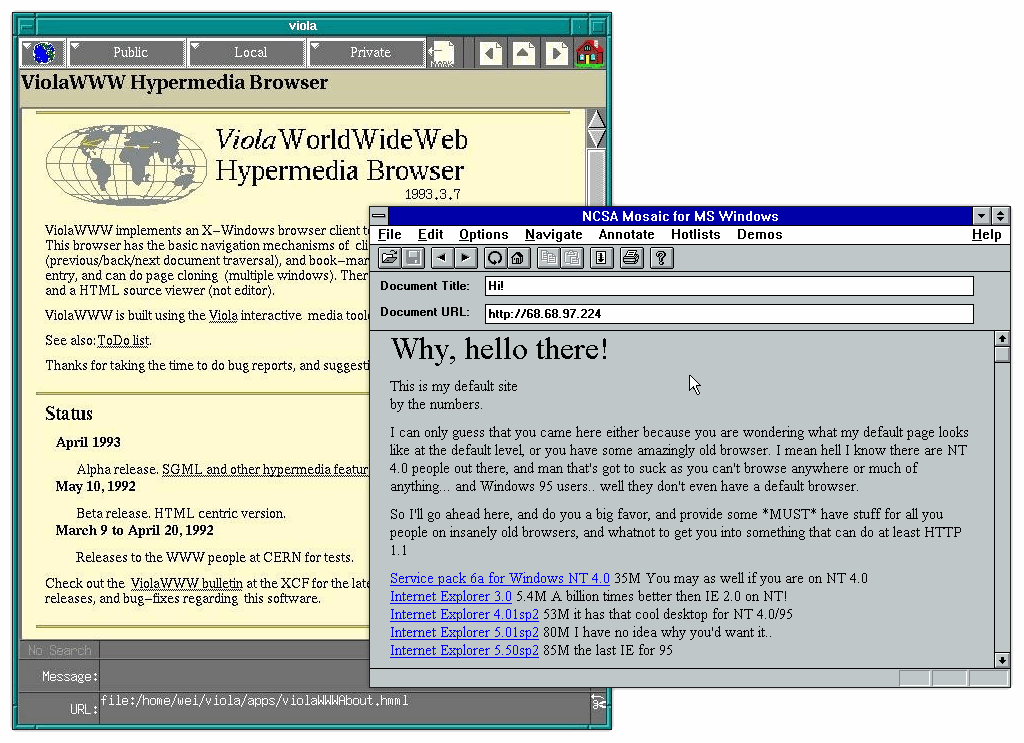 viola
Public Local Private
MARK
ViolaWWW Hypermedia Browser
Viola WorldWideWeb
Hypermedia Browser
1993.3.7
ViolaWWW implements an X-Windows browser client
This browser has the basic navigation mechanisms of
(previous/back/next document traversal), and book-mar
entry, and can do page cloning (multiple windows). Ther
and a HTML source viewer (not editor).
ViolaWWW is built using the Viola interactive media tool
See also: ToDo list.
Thanks for taking the time to do bug reports, and suggesti
Status
April 1993
Alpha release. SGML and other hypermedia featur
May 10, 1992
Beta release. HTML centric version.
March 9 to April 20, 1992
Releases to the WWW people at CERN for tests.
Check out the ViolaWWW bulletin at the XCF for the late
releases, and bug-fixes regarding this software.
No Search
Message:
URL: file:/home/wei/viola/apps/violaWWWAbout.hmml
NCSA Mosaic for MS Windows
File Edit Options Navigate Annotate Hotlists Demos Help
Document Title: Hi!
Document URL: http://68.68.97.224
Why, hello there!
This is my default site
by the numbers.
I can only guess that you came here either because you are wondering what my default page looks
like at the default level, or you have some amazingly old browser. I mean hell I know there are NT
4.0 people out there, and man that's got to suck as you can't browse anywhere or much of
anything... and Windows 95 users.. well they don't even have a default browser.
So I'll go ahead here, and do you a big favor, and provide some *MUST* have stuff for all you
people on insanely old browsers, and whatnot to get you into something that can do at least HTTP
1.1
Service pack 6a for Windows NT 4.0 35M You may as well if you are on NT 4.0
Internet Explorer 3.0 5.4M A billion times better then IE 2.0 on NT!
Internet Explorer 4.01sp2 53M it has that cool desktop for NT 4.0/95
Internet Explorer 5.01sp2 80M I have no idea why you'd want it..
Internet Explorer 5.50sp2 85M the last IE for 95